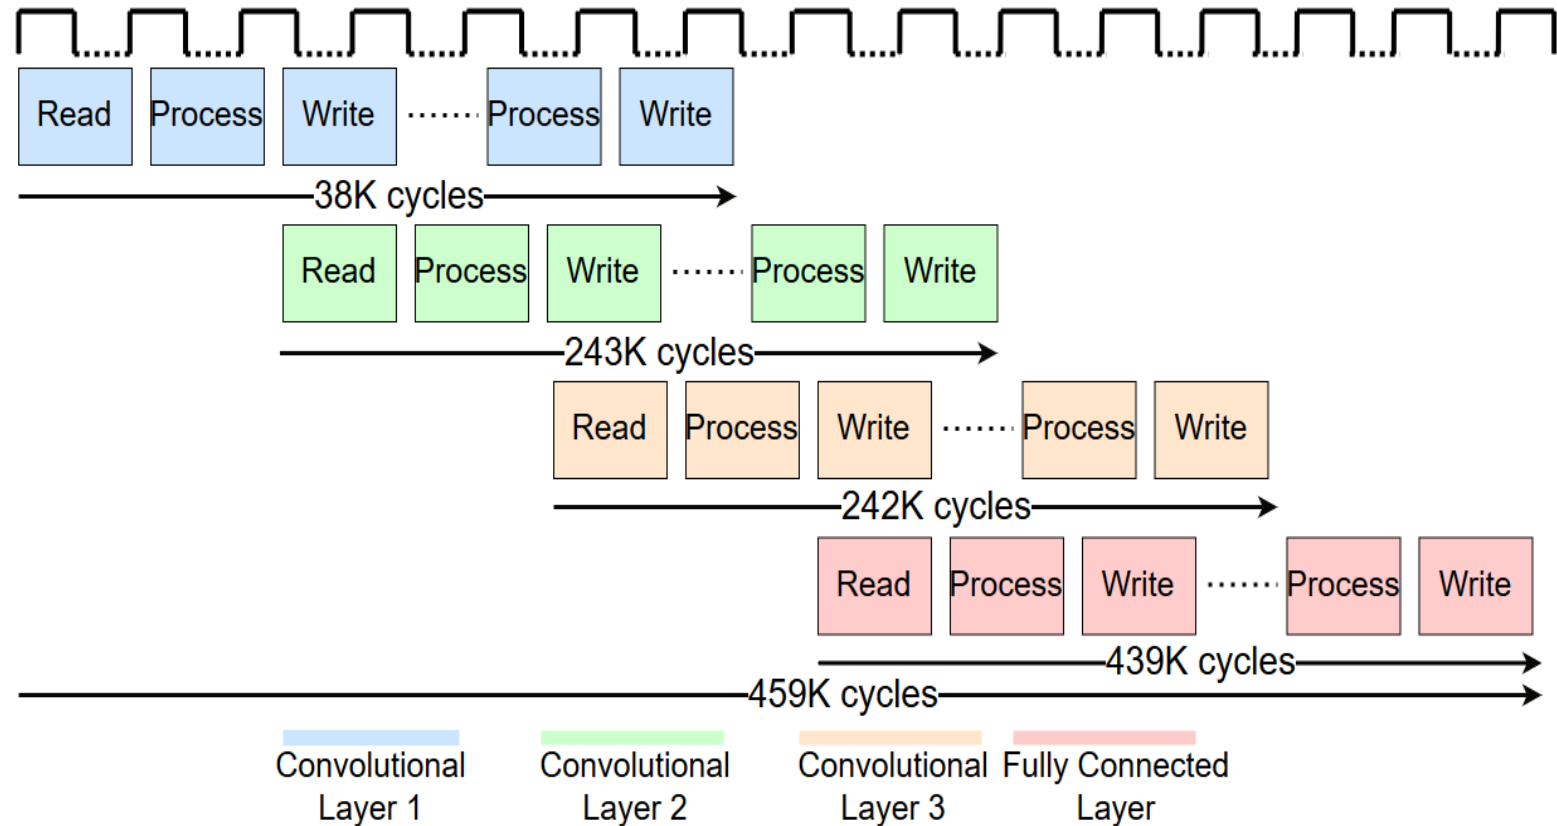 Read Process Write Process Write
38K cycles
Read Process Write Process Write
243K cycles
Read Process Write Process Write
242K cycles
Read Process Write Process Write
439K cycles
459K cycles
Convolutional Layer 1
Convolutional Layer 2
Convolutional Layer 3
Fully Connected Layer